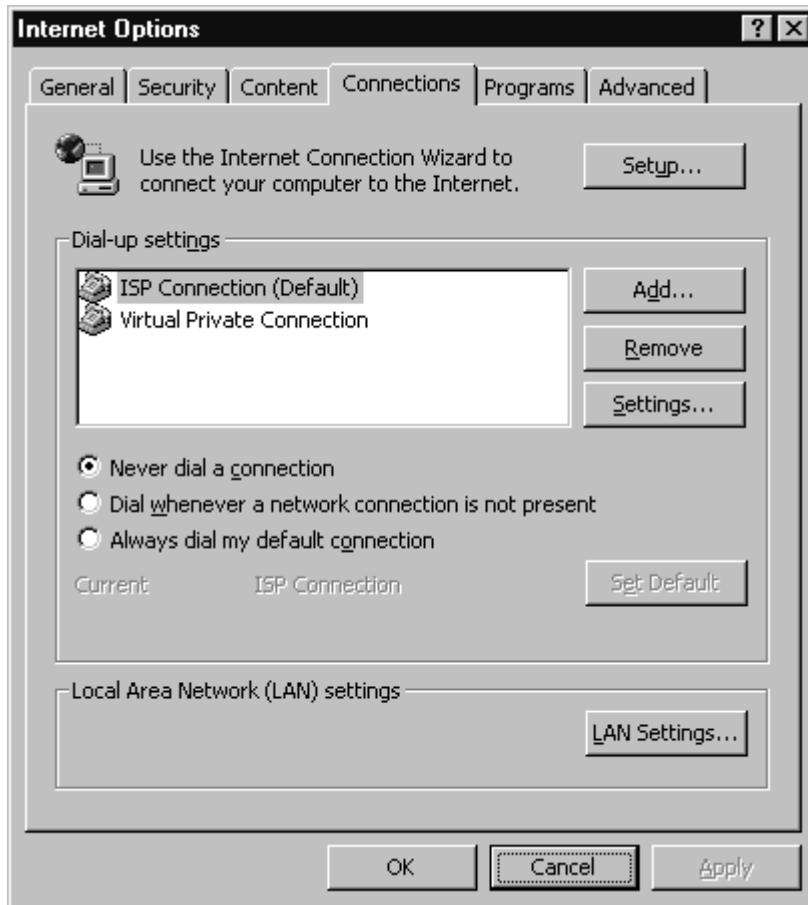 Internet Options
General Security Content Connections Programs Advanced
Use the Internet Connection Wizard to
connect your computer to the Internet.
Setup...
Dial-up settings
ISP Connection (Default)
Virtual Private Connection
Add...
Remove
Settings...
Never dial a connection
Dial whenever a network connection is not present
Always dial my default connection
Current ISP Connection Set Default
Local Area Network (LAN) settings
LAN Settings...
OK Cancel Apply